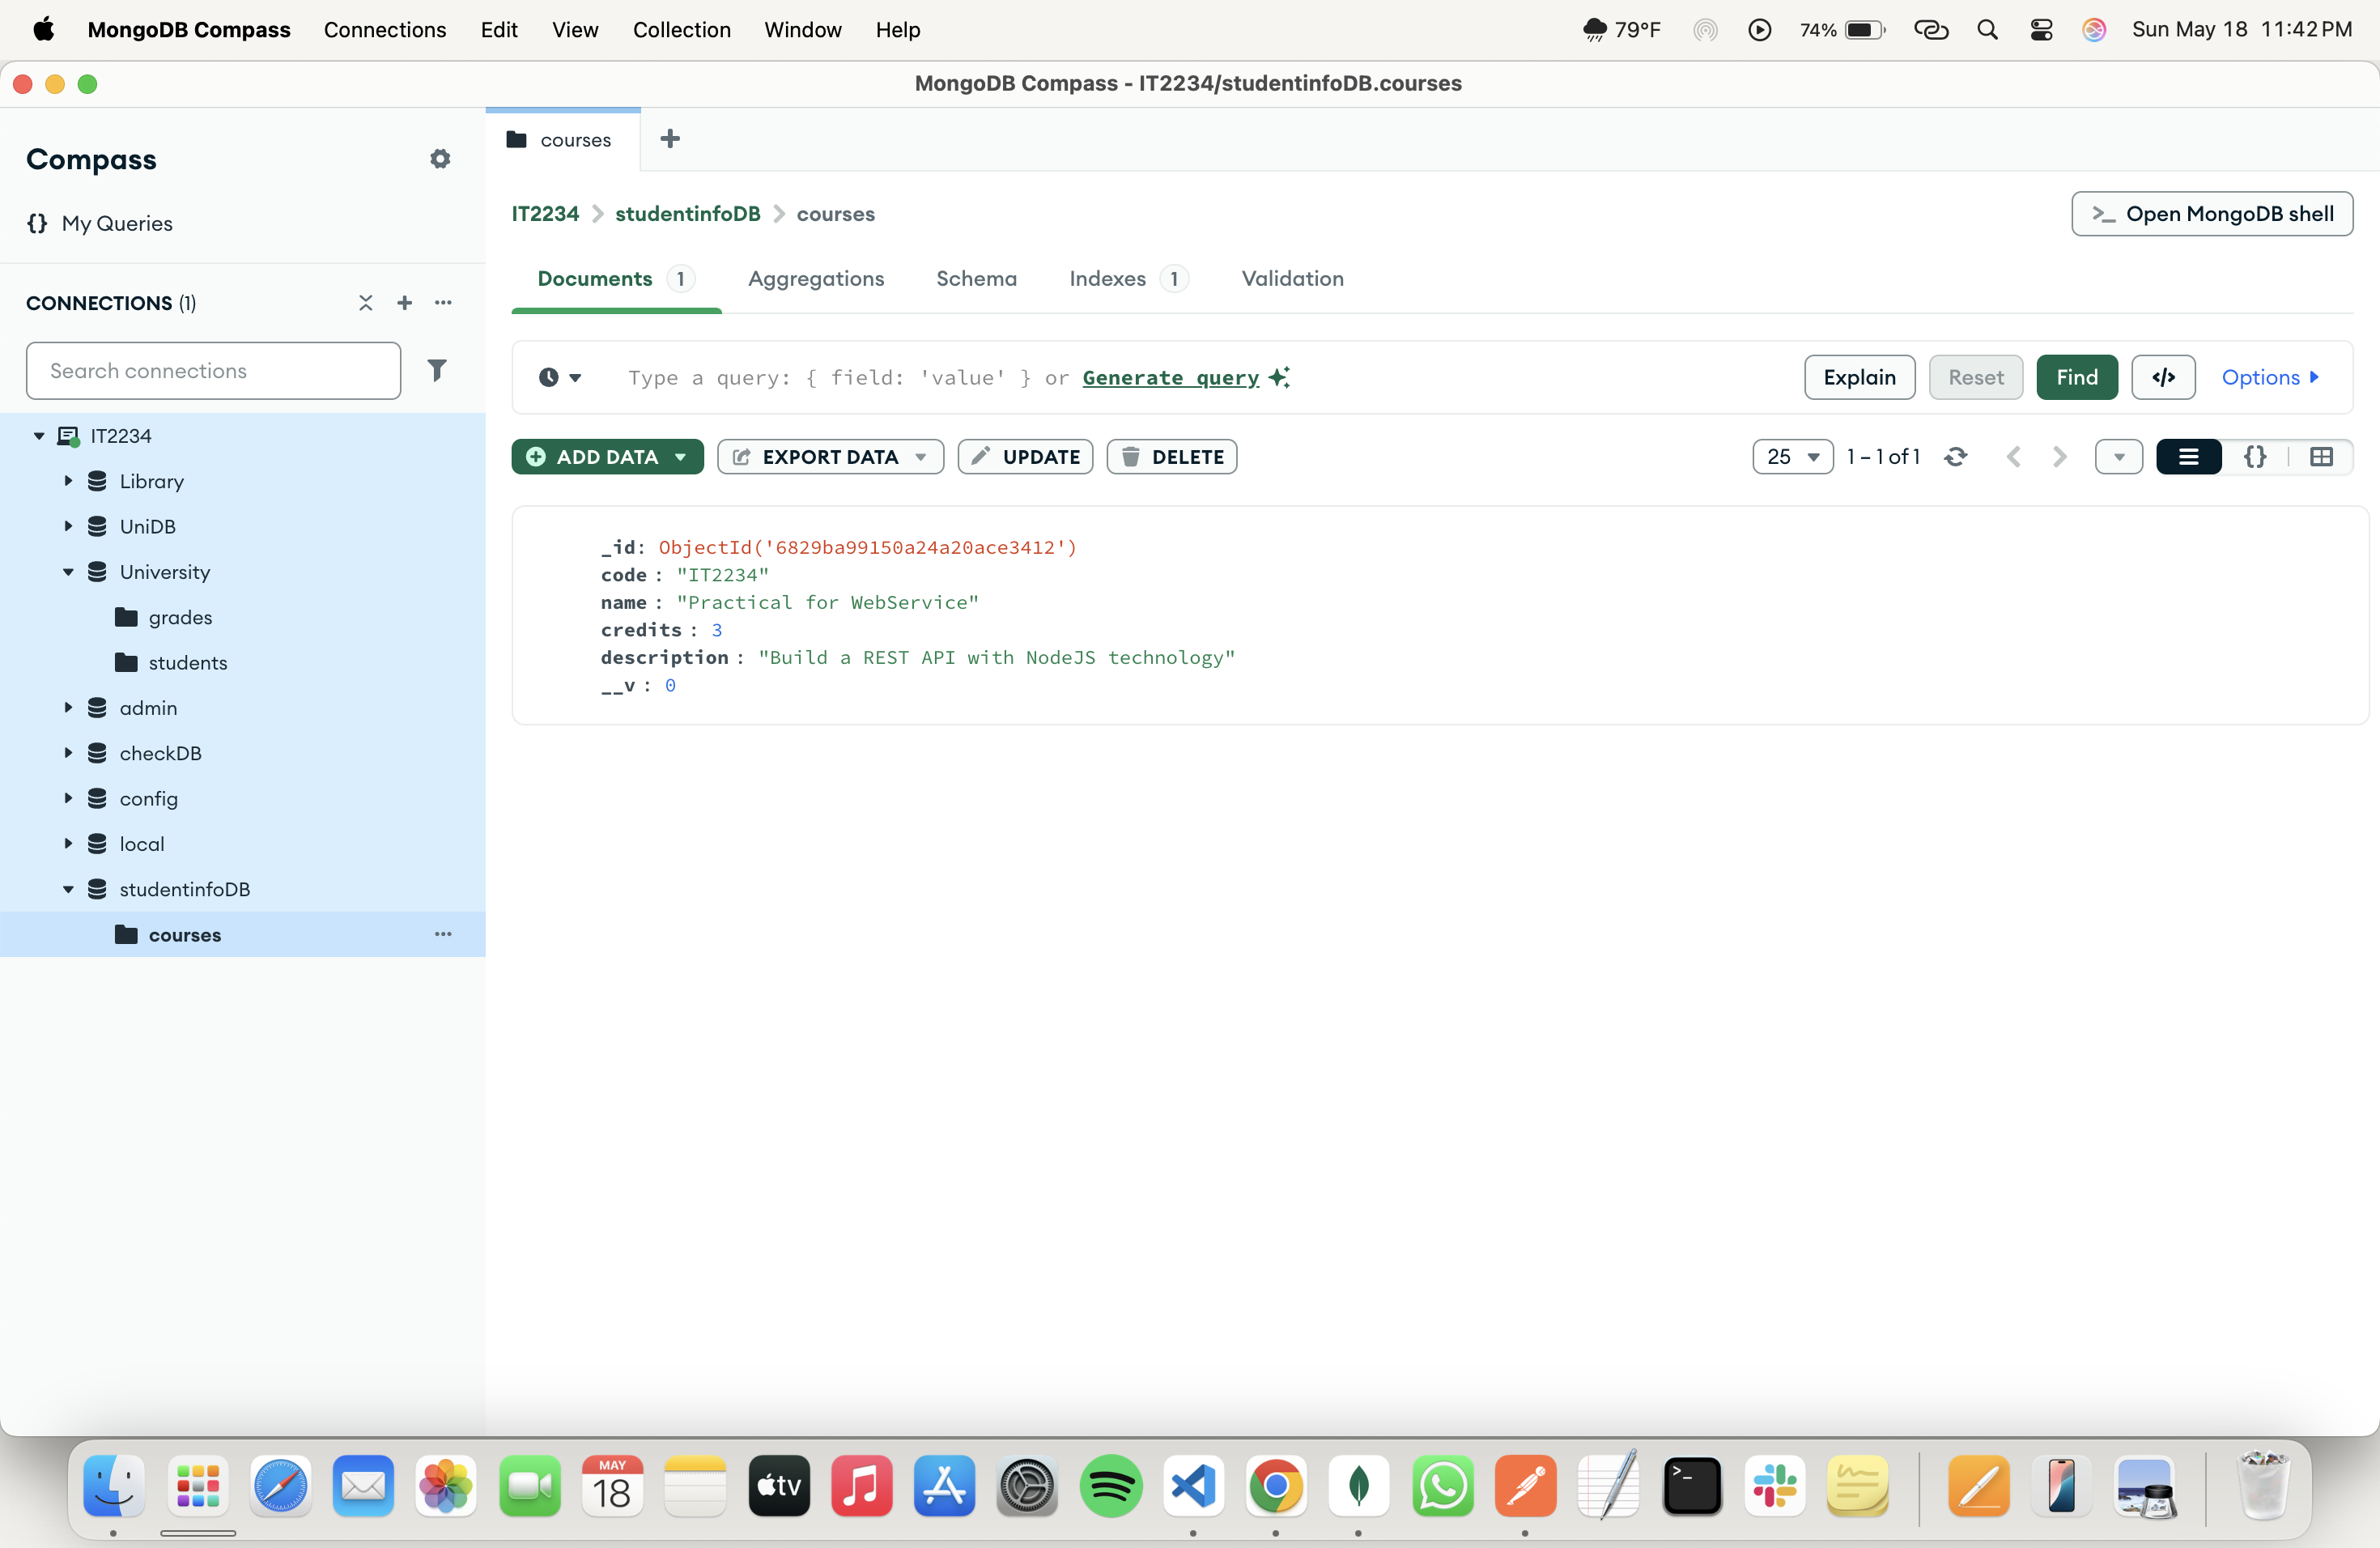 MongoDB Compass Connections Edit View Collection Window Help 79°F 74% Sun May 18 11:42 PM
MongoDB Compass - IT2234/studentinfoDB.courses
Compass
{} My Queries
CONNECTIONS (1)
Search connections
IT2234
Library
UniDB
University
grades
students
admin
checkDB
config
local
studentinfoDB
courses
courses
IT2234 > studentinfoDB > courses
>_ Open MongoDB shell
Documents 1 Aggregations Schema Indexes 1 Validation
Type a query: { field: 'value' } or Generate query
Explain Reset Find </> Options
ADD DATA EXPORT DATA UPDATE DELETE
25 1 – 1 of 1 {}
_id: ObjectId('6829ba99150a24a20ace3412')
code : "IT2234"
name : "Practical for WebService"
credits : 3
description : "Build a REST API with NodeJS technology"
__v : 0
MAY
18
tv
>_